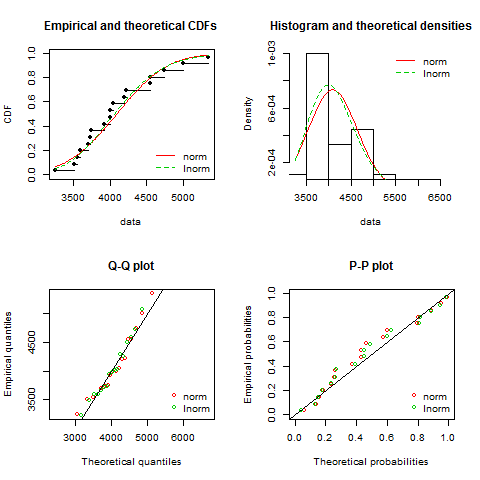 Empirical and theoretical CDFs
CDF
0.0 0.2 0.4 0.6 0.8 1.0
norm
lnorm
3500 4000 4500 5000
data
Histogram and theoretical densities
Density
2e-04 6e-04 1e-03
norm
lnorm
3500 4500 5500 6500
data
Q-Q plot
Empirical quantiles
3500 4500
norm
lnorm
3000 4000 5000 6000
Theoretical quantiles
P-P plot
Empirical probabilities
0.0 0.2 0.4 0.6 0.8 1.0
norm
lnorm
0.0 0.2 0.4 0.6 0.8 1.0
Theoretical probabilities